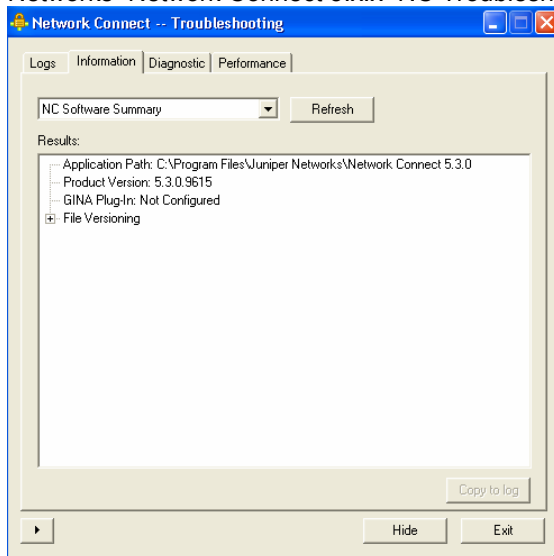 Network Connect -- Troubleshooting
Logs Information Diagnostic Performance
NC Software Summary Refresh
Results:
Application Path: C:\Program Files\Juniper Networks\Network Connect 5.3.0
Product Version: 5.3.0.9615
GINA Plug-In: Not Configured
File Versioning
Copy to log
Hide Exit